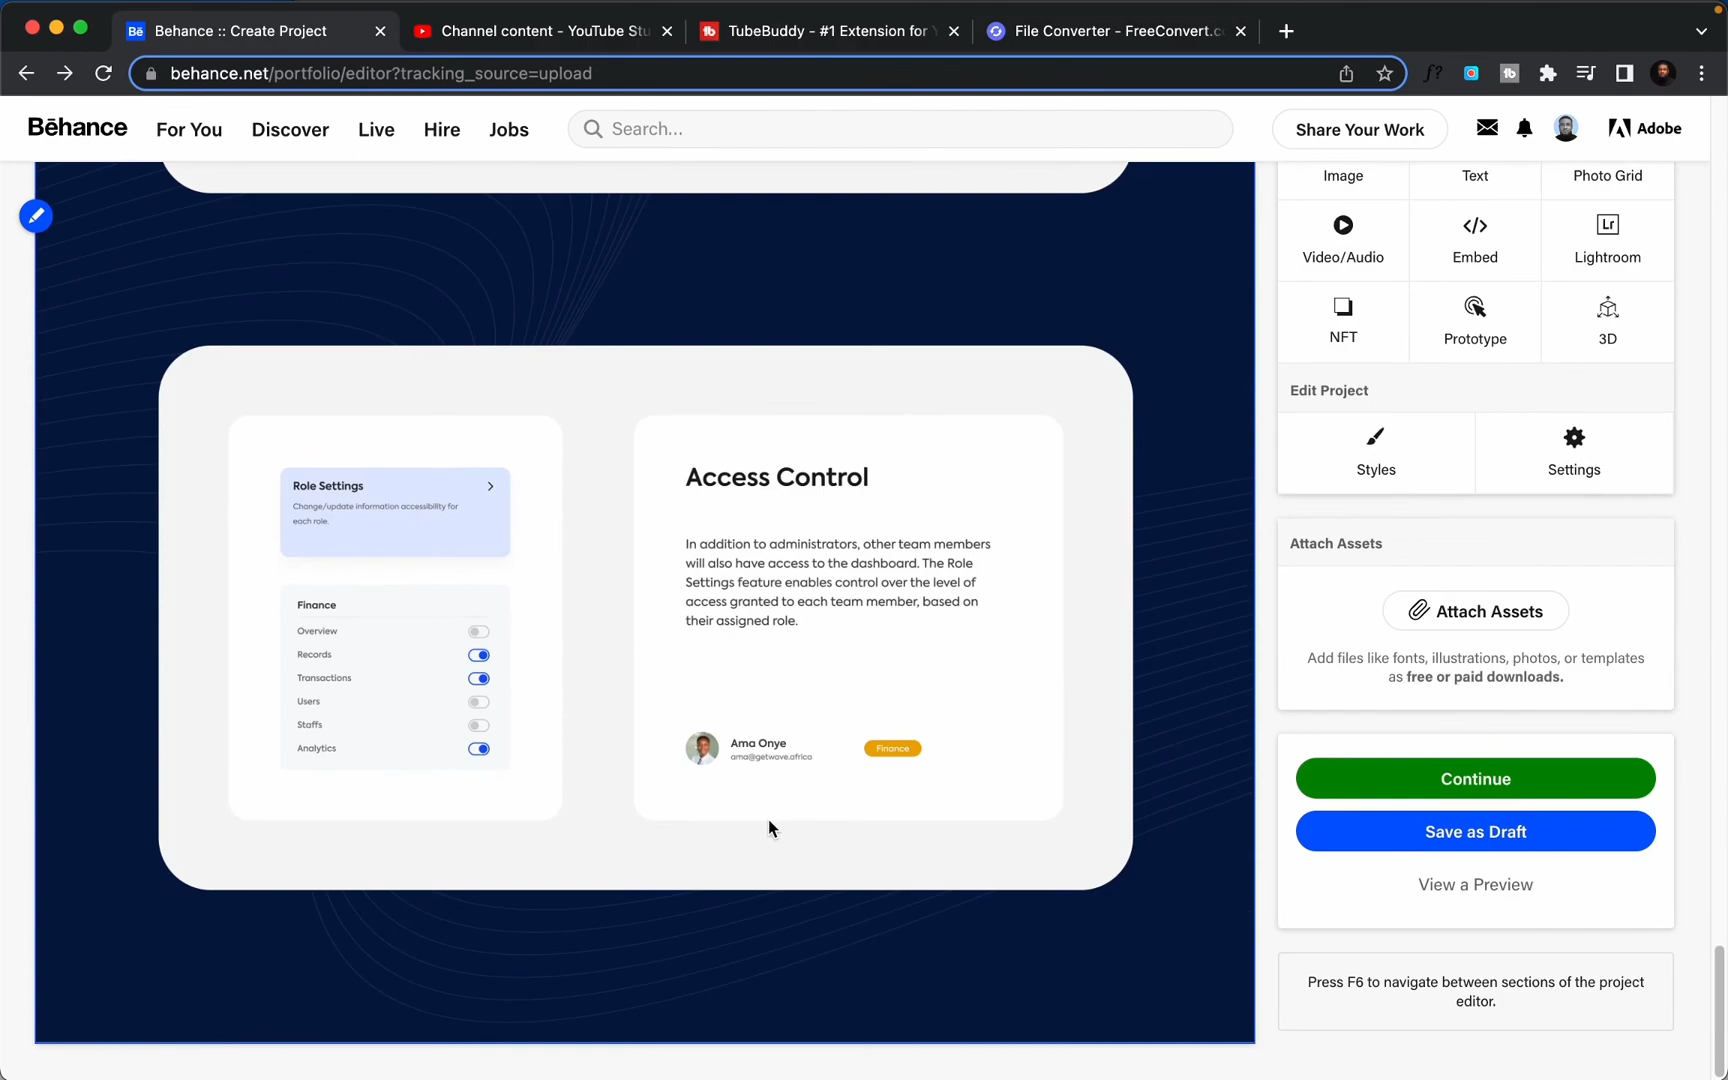 Bē Behance :: Create Project
Channel content - YouTube Stu
tb TubeBuddy - #1 Extension for Y
File Converter - FreeConvert.co
behance.net/portfolio/editor?tracking_source=upload
f?
tb
Bēhance
For You
Discover
Live
Hire
Jobs
Search...
Share Your Work
Adobe
Image
Text
Photo Grid
Lr
Video/Audio
Embed
Lightroom
NFT
Prototype
3D
Edit Project
Styles
Settings
Attach Assets
Attach Assets
Add files like fonts, illustrations, photos, or templates
as free or paid downloads.
Continue
Save as Draft
View a Preview
Press F6 to navigate between sections of the project
editor.
Role Settings
Change/update information accessibility for
each role.
Finance
Overview
Records
Transactions
Users
Staffs
Analytics
Access Control
In addition to administrators, other team members
will also have access to the dashboard. The Role
Settings feature enables control over the level of
access granted to each team member, based on
their assigned role.
Ama Onye
ama@getwave.africa
Finance